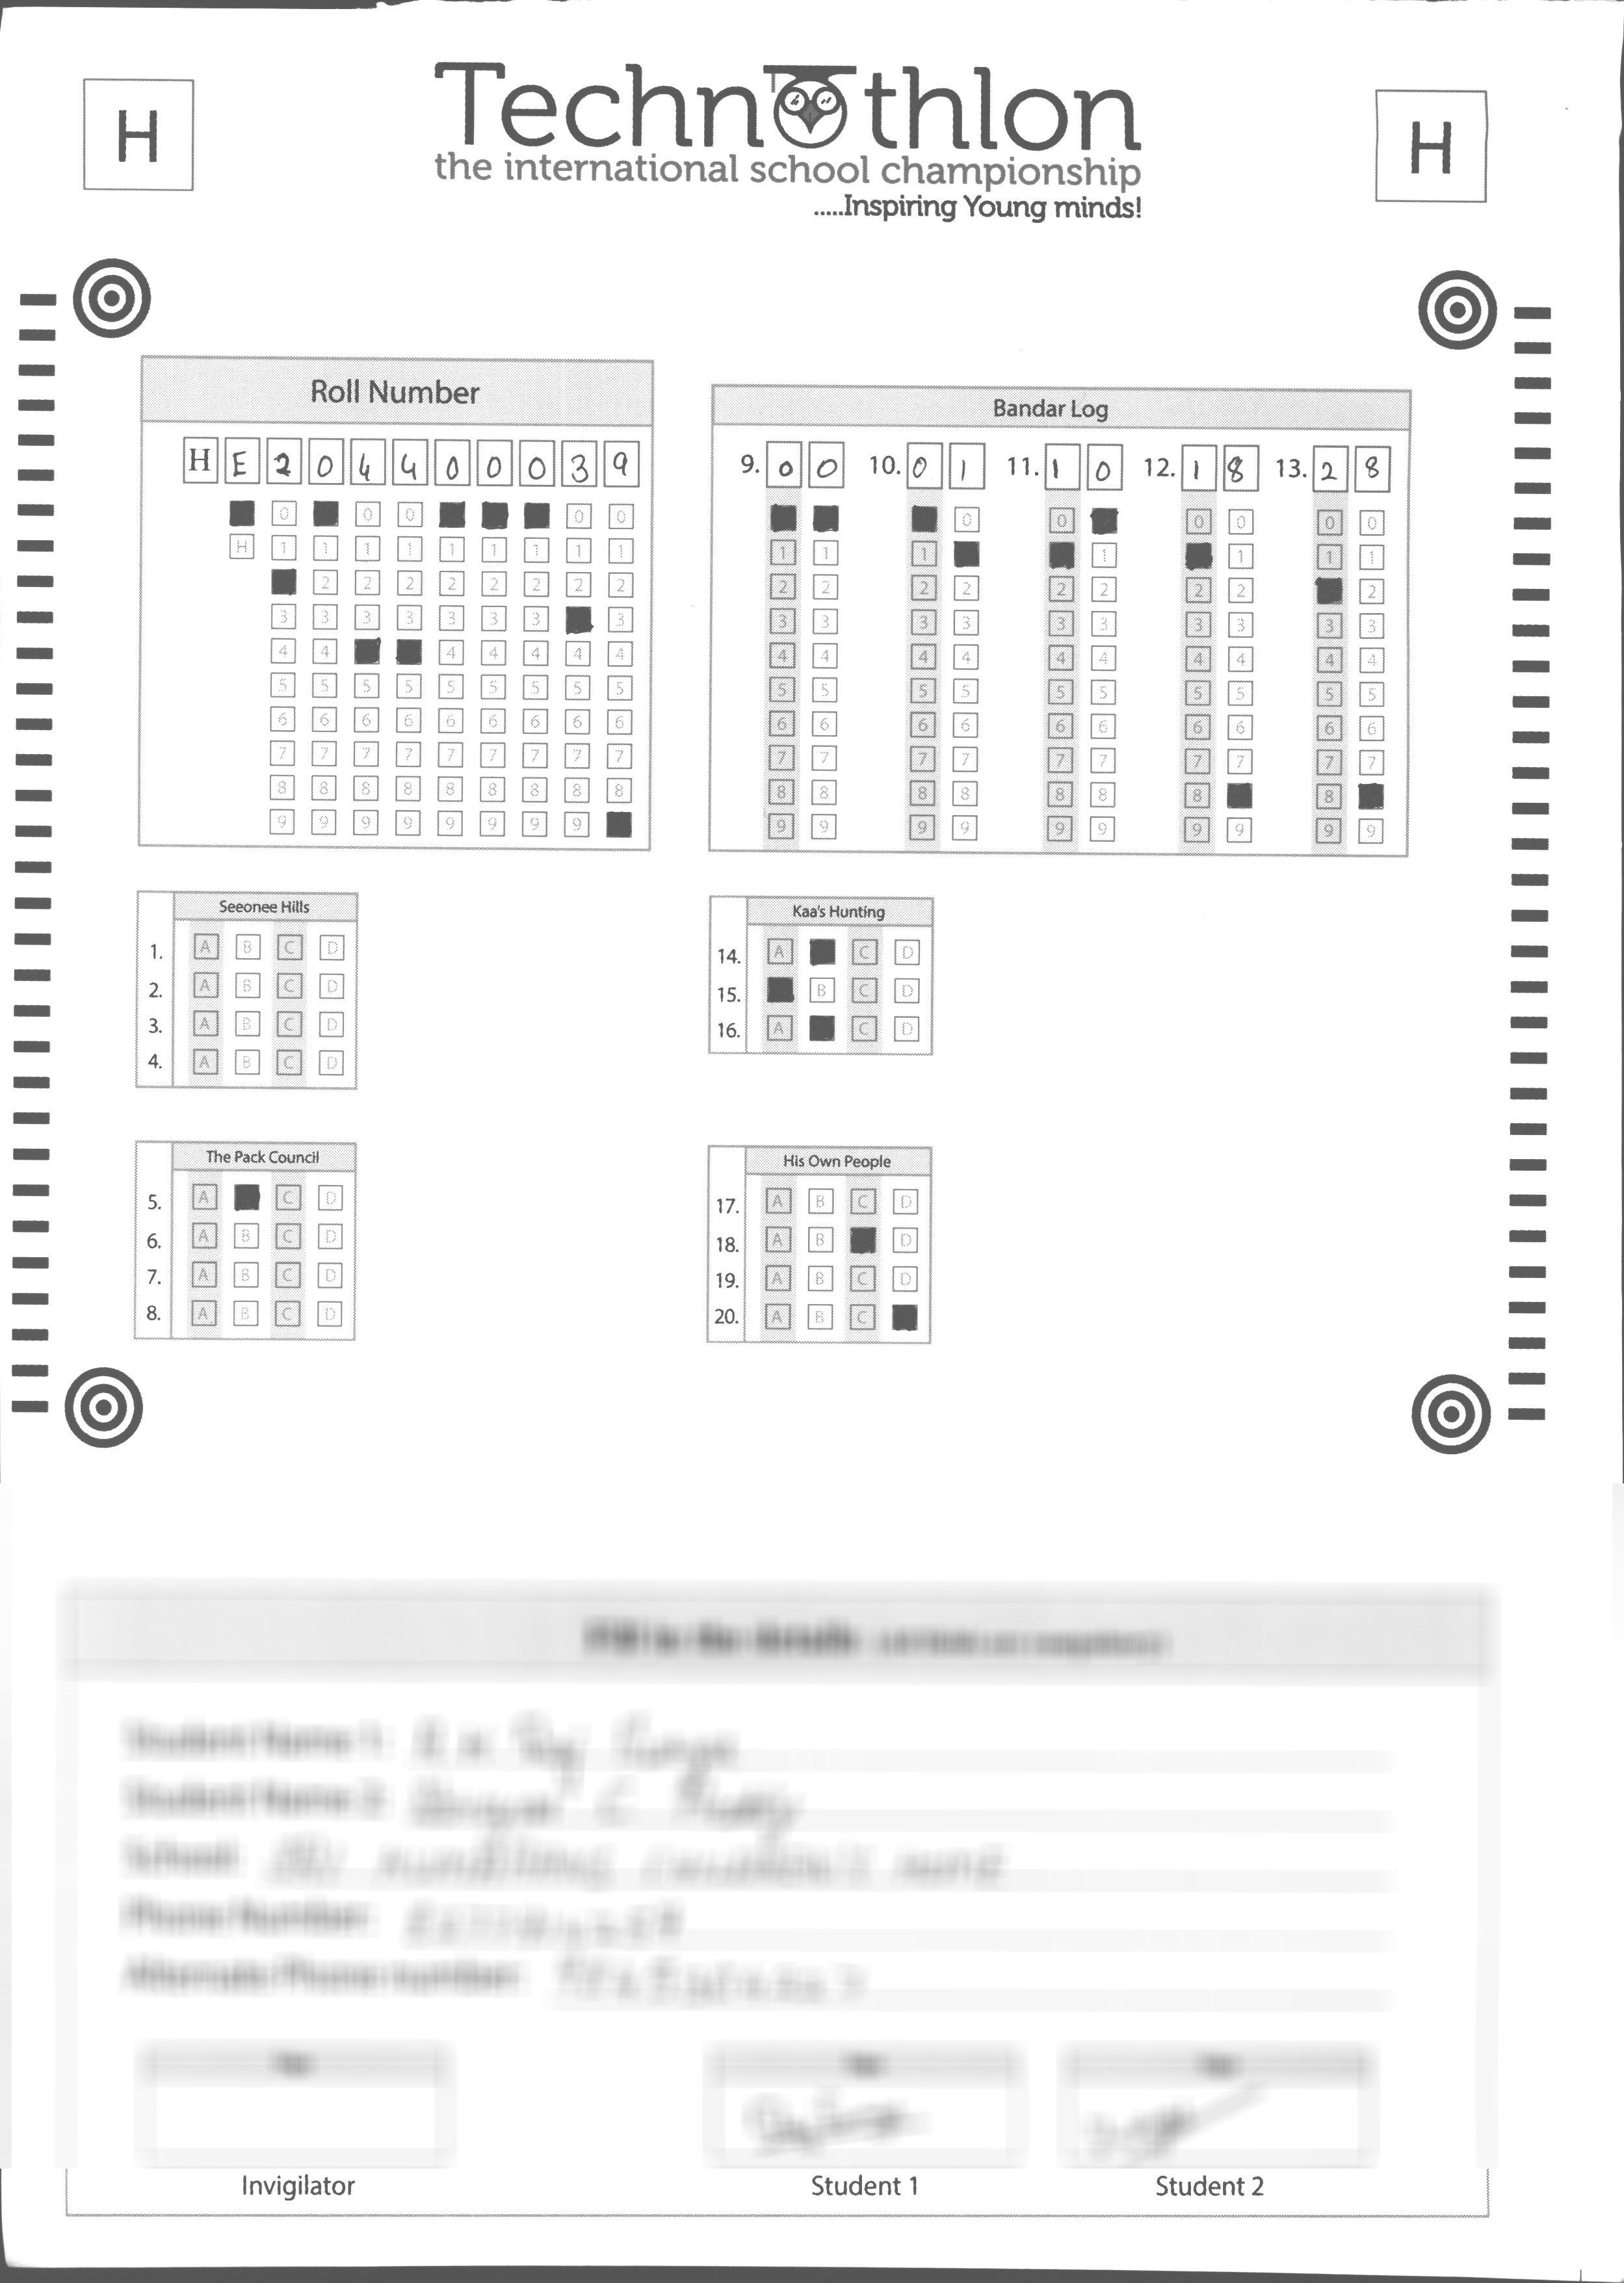 H
Technothlon
H
the international school championship
.....Inspiring Young minds!
Roll Number
H E 2 0 4 4 0 0 0 3 9
0 0 0 0 0
H 1 1 1 1 1 1 1 1 1
2 2 2 2 2 2 2 2
3 3 3 3 3 3 3 3
4 4 4 4 4 4 4
5 5 5 5 5 5 5 5 5
6 6 6 6 6 6 6 6 6
7 7 7 7 7 7 7 7 7
8 8 8 8 8 8 8 8 8
9 9 9 9 9 9 9 9
Bandar Log
9. 0 0 10. 0 1 11. 1 0 12. 1 8 13. 2 8
0 0 0 0 0 0
1 1 1 1 1 1 1
2 2 2 2 2 2 2 2 2
3 3 3 3 3 3 3 3 3 3
4 4 4 4 4 4 4 4 4 4
5 5 5 5 5 5 5 5 5 5
6 6 6 6 6 6 6 6 6 6
7 7 7 7 7 7 7 7 7 7
8 8 8 8 8 8 8 8
9 9 9 9 9 9 9 9 9 9
Seeonee Hills
1. A B C D
2. A B C D
3. A B C D
4. A B C D
Kaa's Hunting
14. A C D
15. B C D
16. A C D
The Pack Council
5. A C D
6. A B C D
7. A B C D
8. A B C D
His Own People
17. A B C D
18. A B D
19. A B C D
20. A B C
Invigilator
Student 1
Student 2